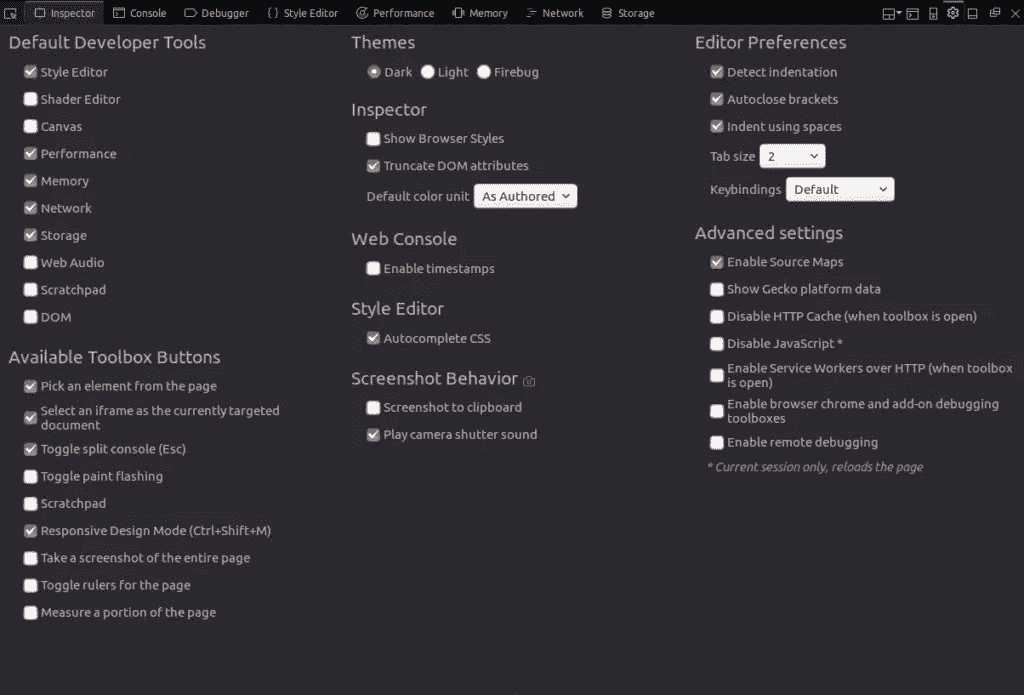 Inspector Console Debugger Style Editor Performance Memory Network Storage
Default Developer Tools
Style Editor
Shader Editor
Canvas
Performance
Memory
Network
Storage
Web Audio
Scratchpad
DOM
Available Toolbox Buttons
Pick an element from the page
Select an iframe as the currently targeted
document
Toggle split console (Esc)
Toggle paint flashing
Scratchpad
Responsive Design Mode (Ctrl+Shift+M)
Take a screenshot of the entire page
Toggle rulers for the page
Measure a portion of the page
Themes
Dark Light Firebug
Inspector
Show Browser Styles
Truncate DOM attributes
Default color unit As Authored
Web Console
Enable timestamps
Style Editor
Autocomplete CSS
Screenshot Behavior
Screenshot to clipboard
Play camera shutter sound
Editor Preferences
Detect indentation
Autoclose brackets
Indent using spaces
Tab size 2
Keybindings Default
Advanced settings
Enable Source Maps
Show Gecko platform data
Disable HTTP Cache (when toolbox is open)
Disable JavaScript *
Enable Service Workers over HTTP (when toolbox
is open)
Enable browser chrome and add-on debugging
toolboxes
Enable remote debugging
* Current session only, reloads the page